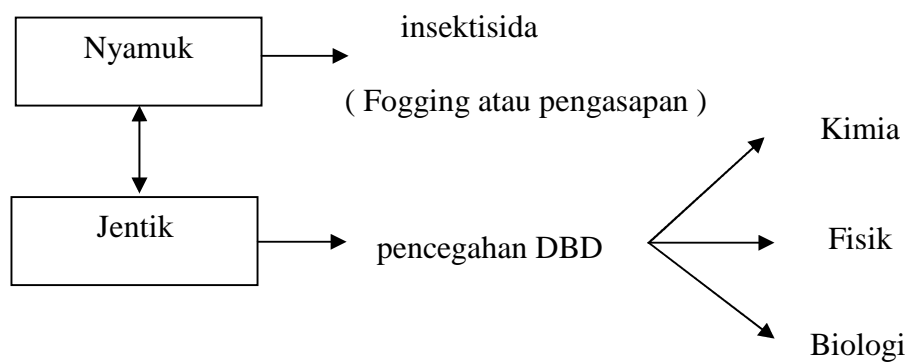 Nyamuk
insektisida
( Fogging atau pengasapan )
Jentik
pencegahan DBD
Kimia
Fisik
Biologi